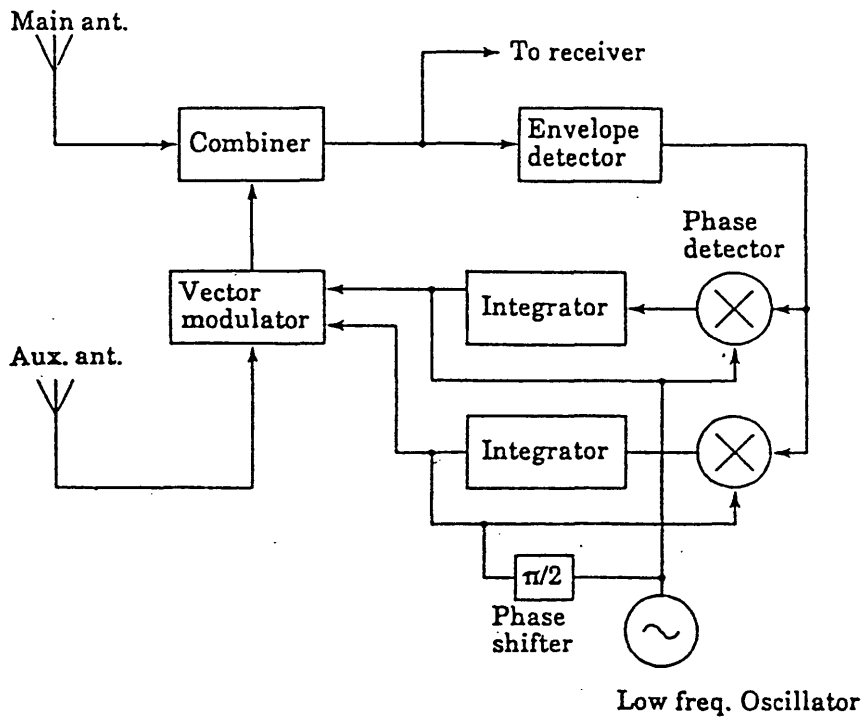 Main ant.
To receiver
Combiner
Envelope
detector
Phase
detector
Vector
modulator
Integrator
Aux. ant.
Integrator
π/2
Phase
shifter
Low freq. Oscillator